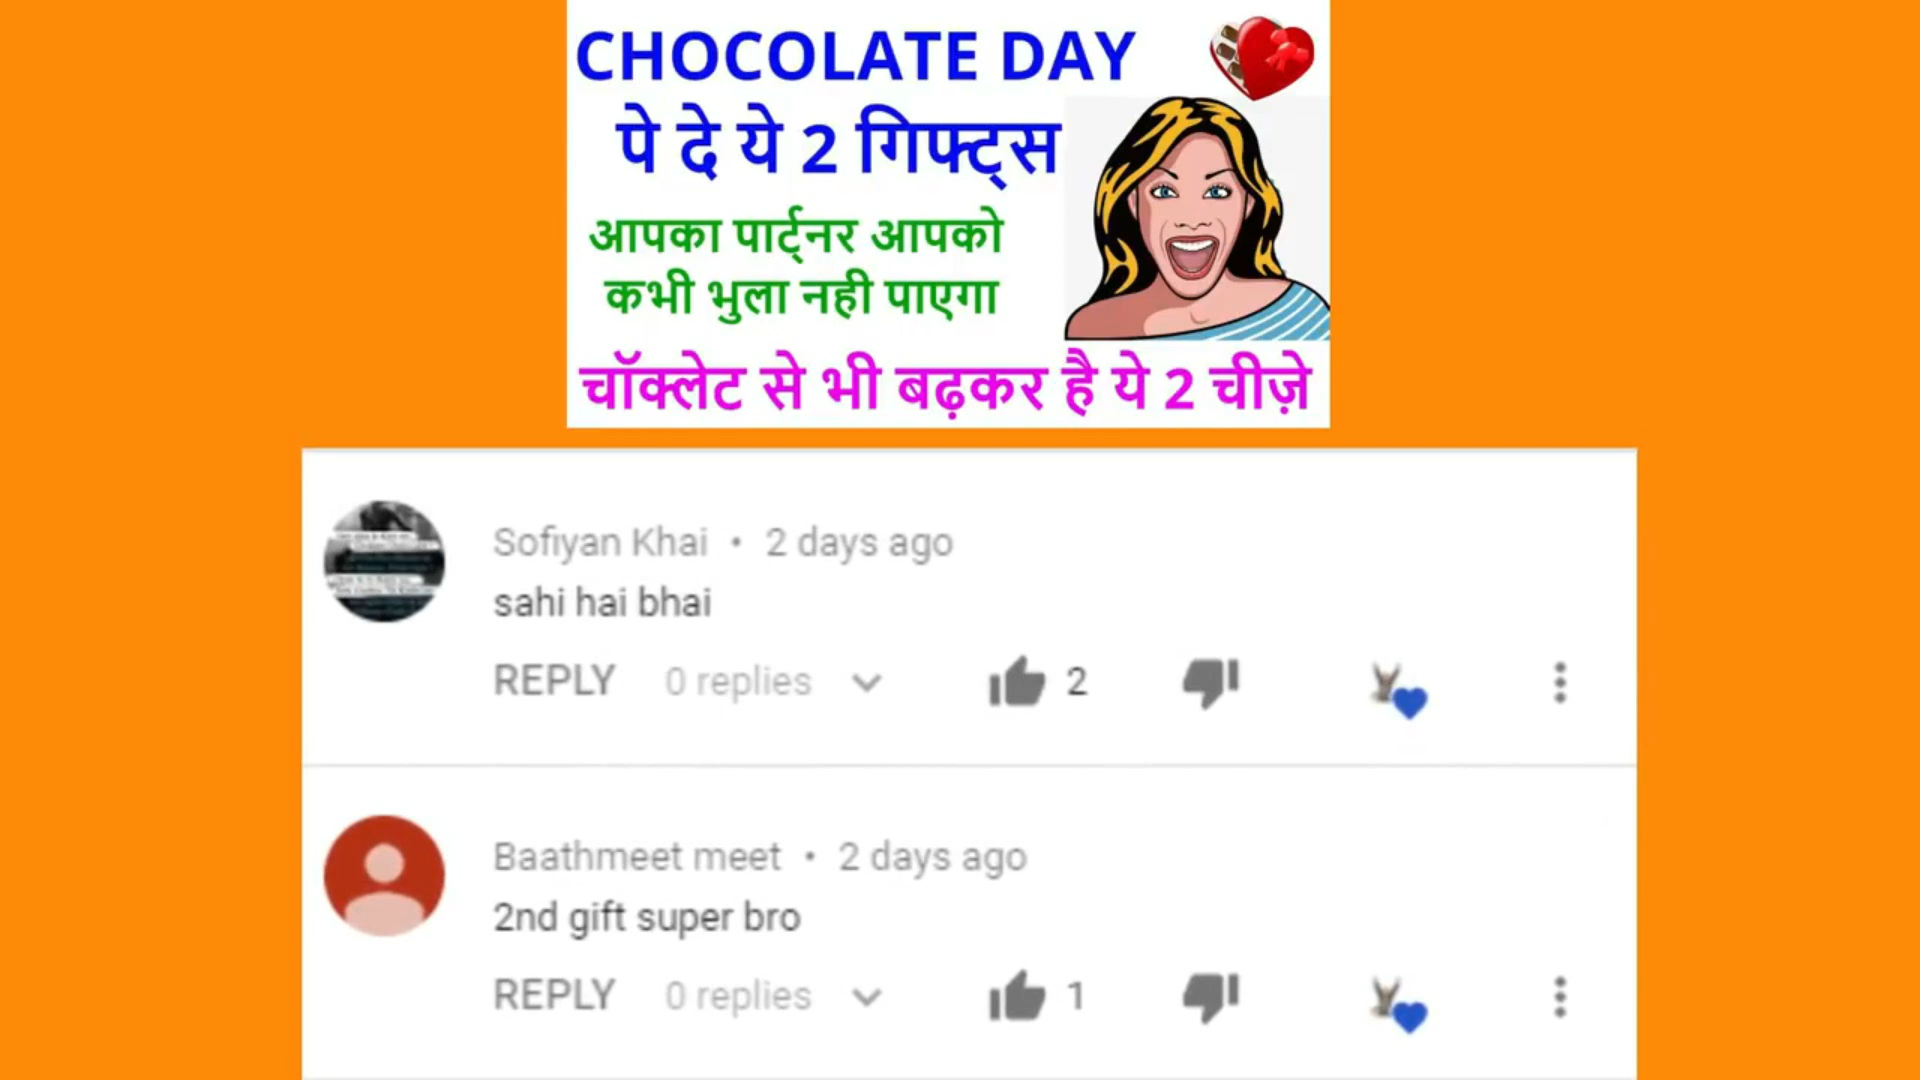 CHOCOLATE DAY
पे दे ये 2 गिफ्ट्स
आपका पार्ट्नर आपको
कभी भुला नही पाएगा
चॉक्लेट से भी बढ़कर है ये 2 चीज़े
Sofiyan Khai • 2 days ago
sahi hai bhai
REPLY 0 replies 2
Baathmeet meet • 2 days ago
2nd gift super bro
REPLY 0 replies 1